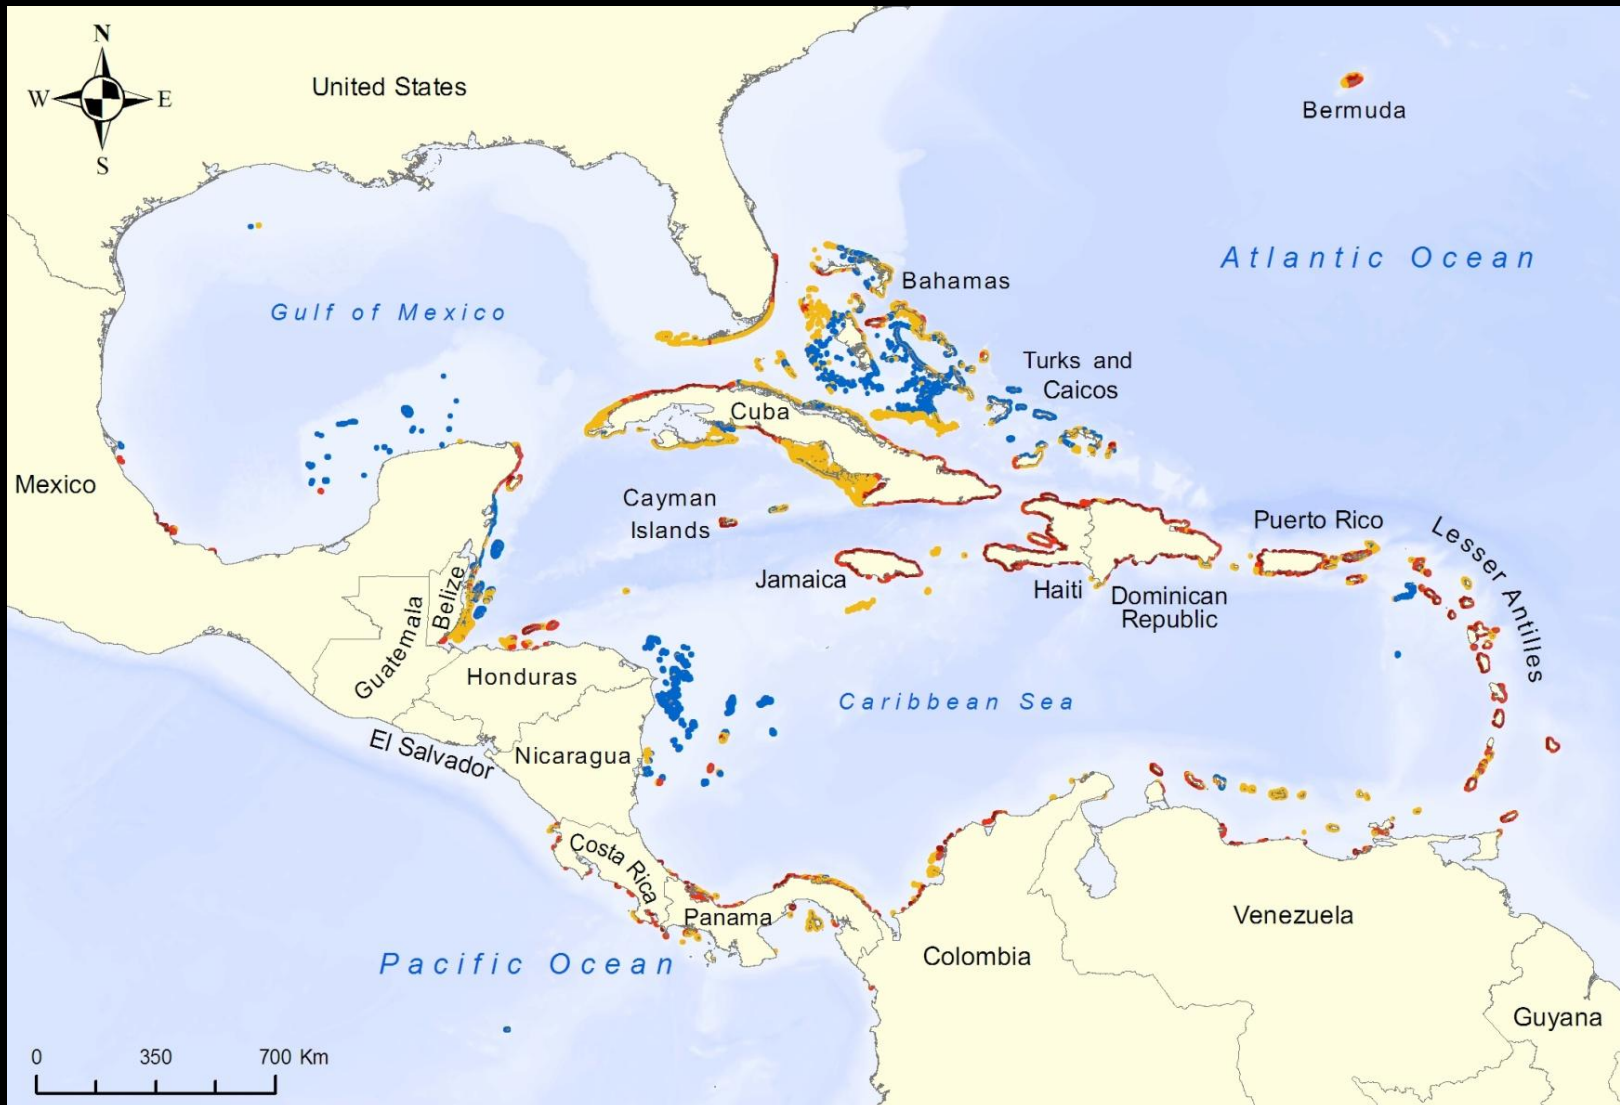 N
W
E
S
United States
Bermuda
Atlantic Ocean
Bahamas
Gulf of Mexico
Turks and
Caicos
Cuba
Mexico
Cayman
Islands
Puerto Rico
Lesser Antilles
Jamaica
Haiti
Dominican
Republic
Belize
Guatemala
Honduras
Caribbean Sea
El Salvador
Nicaragua
Costa Rica
Panama
Venezuela
Colombia
Pacific Ocean
Guyana
0
350
700 Km